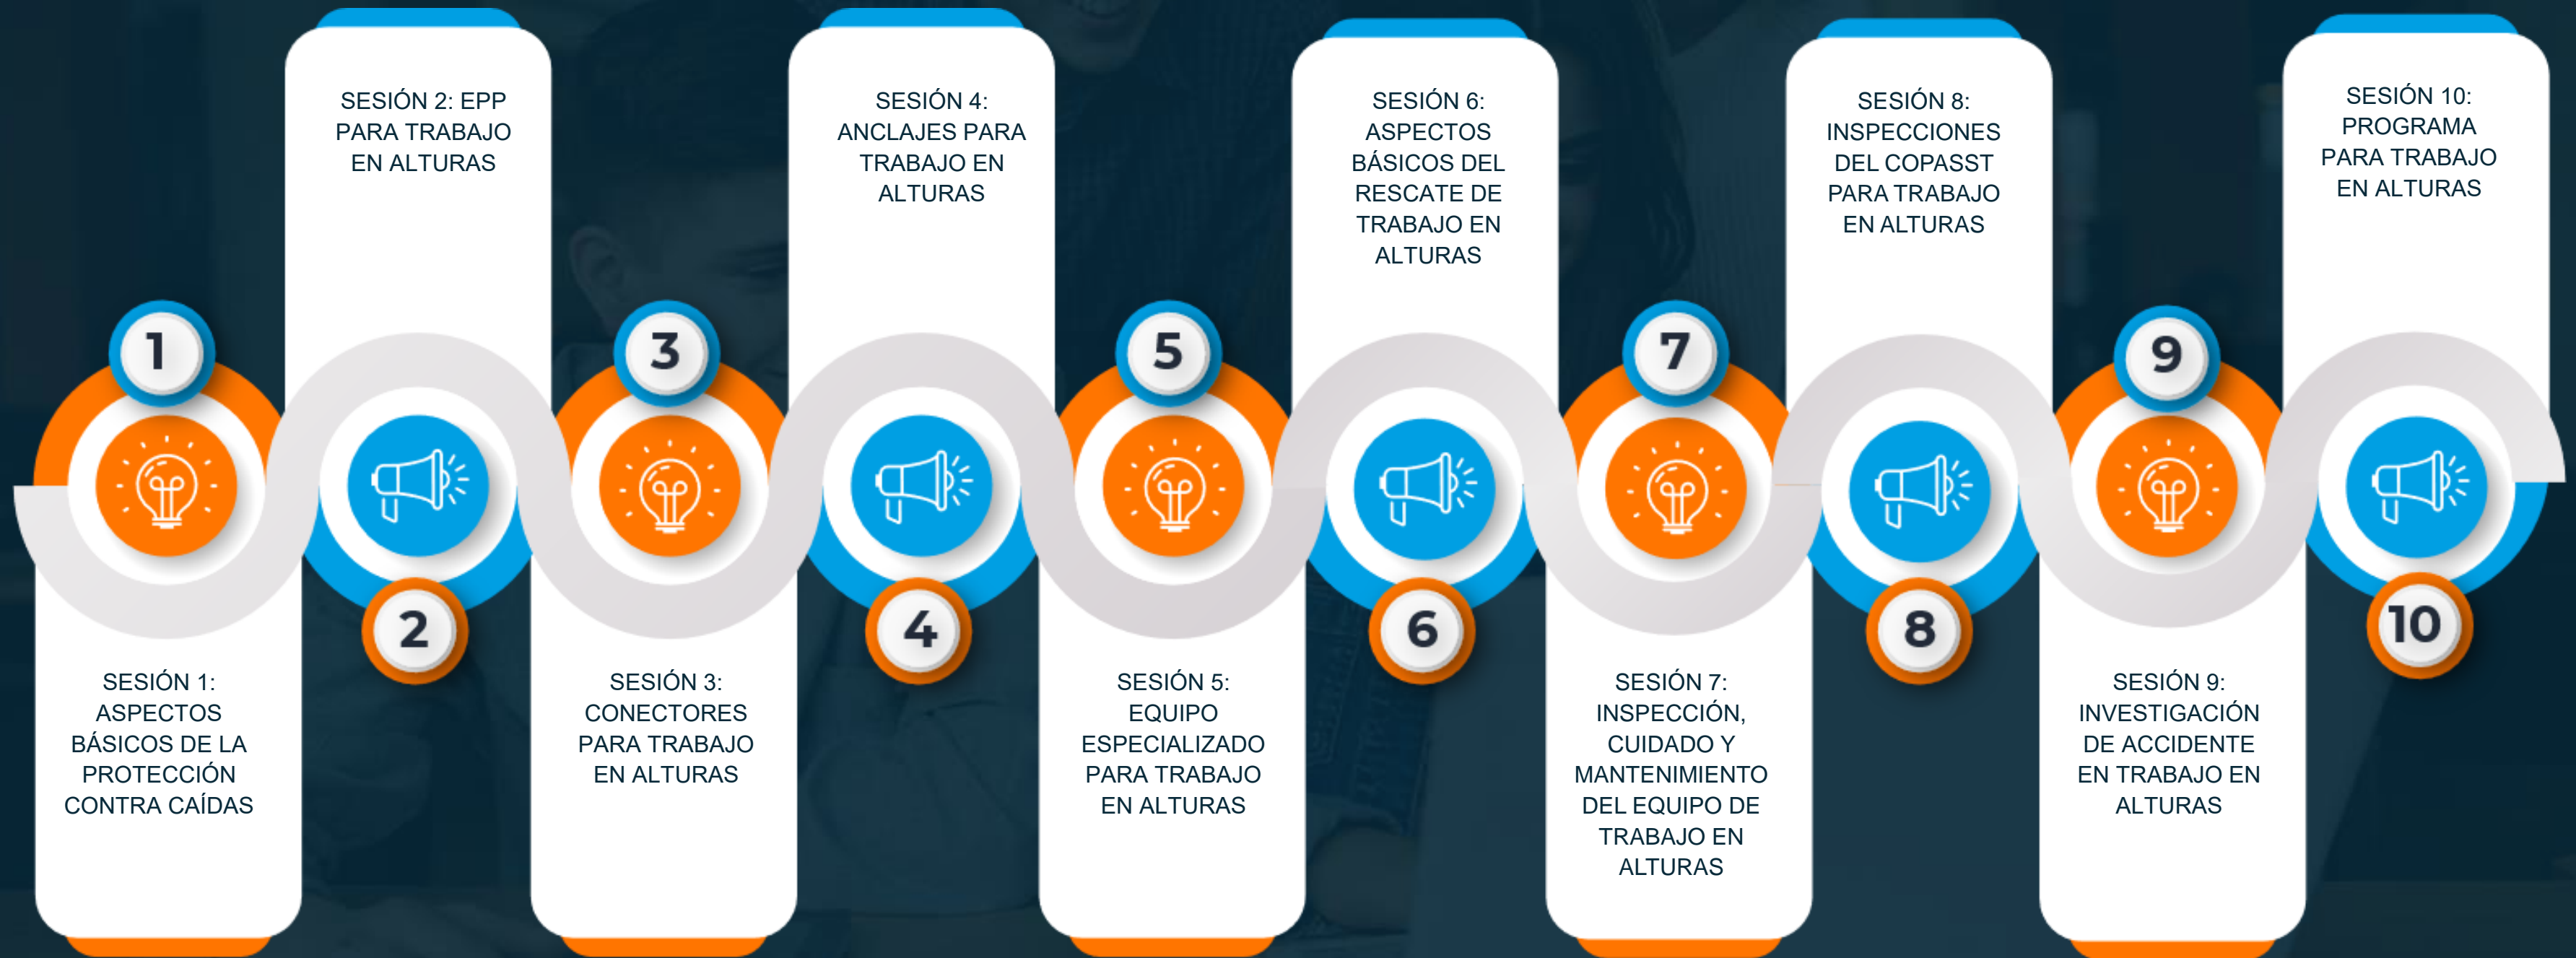 1
SESIÓN 1:
ASPECTOS
BÁSICOS DE LA
PROTECCIÓN
CONTRA CAÍDAS
SESIÓN 2: EPP
PARA TRABAJO
EN ALTURAS
2
3
SESIÓN 3:
CONECTORES
PARA TRABAJO
EN ALTURAS
SESIÓN 4:
ANCLAJES PARA
TRABAJO EN
ALTURAS
4
5
SESIÓN 5:
EQUIPO
ESPECIALIZADO
PARA TRABAJO
EN ALTURAS
SESIÓN 6:
ASPECTOS
BÁSICOS DEL
RESCATE DE
TRABAJO EN
ALTURAS
6
7
SESIÓN 7:
INSPECCIÓN,
CUIDADO Y
MANTENIMIENTO
DEL EQUIPO DE
TRABAJO EN
ALTURAS
SESIÓN 8:
INSPECCIONES
DEL COPASST
PARA TRABAJO
EN ALTURAS
8
9
SESIÓN 9:
INVESTIGACIÓN
DE ACCIDENTE
EN TRABAJO EN
ALTURAS
SESIÓN 10:
PROGRAMA
PARA TRABAJO
EN ALTURAS
10